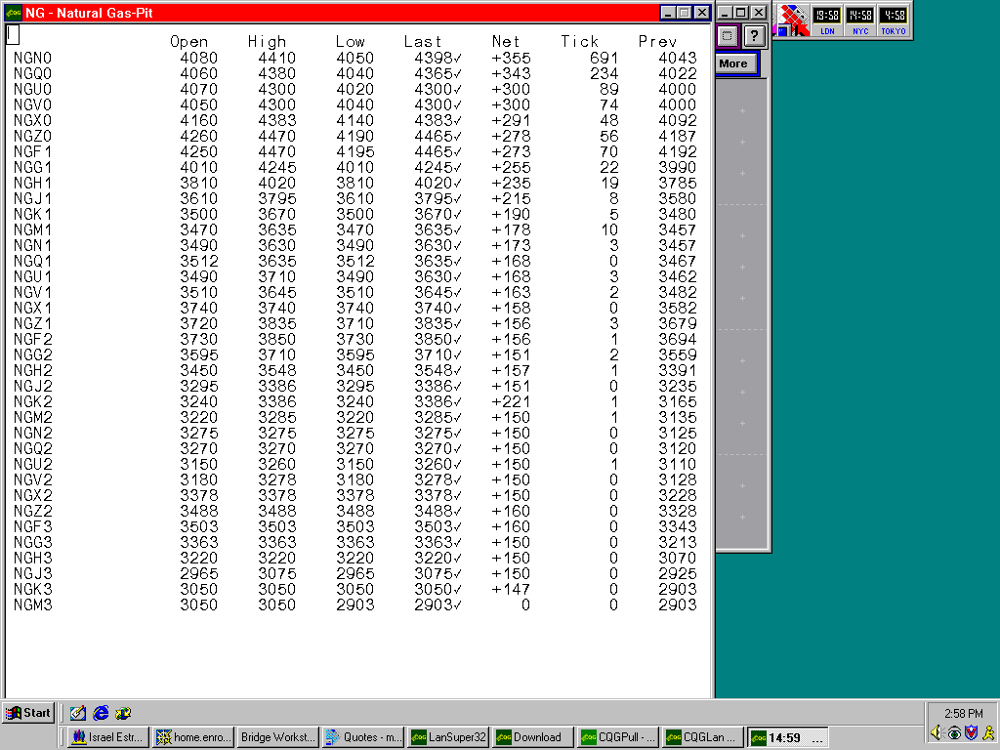 NG - Natural Gas-Pit
19:58 14:58 4:58
LDN NYC TOKYO
?
More
Open High Low Last Net Tick Prev
NGN0 4080 4410 4050 4398✓ +355 691 4043
NGQ0 4060 4380 4040 4365✓ +343 234 4022
NGU0 4070 4300 4020 4300✓ +300 89 4000
NGV0 4050 4300 4040 4300✓ +300 74 4000
NGX0 4160 4383 4140 4383✓ +291 48 4092
NGZ0 4260 4470 4190 4465✓ +278 56 4187
NGF1 4250 4470 4195 4465✓ +273 70 4192
NGG1 4010 4245 4010 4245✓ +255 22 3990
NGH1 3810 4020 3810 4020✓ +235 19 3785
NGJ1 3610 3795 3610 3795✓ +215 8 3580
NGK1 3500 3670 3500 3670✓ +190 5 3480
NGM1 3470 3635 3470 3635✓ +178 10 3457
NGN1 3490 3630 3490 3630✓ +173 3 3457
NGQ1 3512 3635 3512 3635✓ +168 0 3467
NGU1 3490 3710 3490 3630✓ +168 3 3462
NGV1 3510 3645 3510 3645✓ +163 2 3482
NGX1 3740 3740 3740 3740✓ +158 0 3582
NGZ1 3720 3835 3710 3835✓ +156 3 3679
NGF2 3730 3850 3730 3850✓ +156 1 3694
NGG2 3595 3710 3595 3710✓ +151 2 3559
NGH2 3450 3548 3450 3548✓ +157 1 3391
NGJ2 3295 3386 3295 3386✓ +151 0 3235
NGK2 3240 3386 3240 3386✓ +221 1 3165
NGM2 3220 3285 3220 3285✓ +150 1 3135
NGN2 3275 3275 3275 3275✓ +150 0 3125
NGQ2 3270 3270 3270 3270✓ +150 0 3120
NGU2 3150 3260 3150 3260✓ +150 1 3110
NGV2 3180 3278 3180 3278✓ +150 0 3128
NGX2 3378 3378 3378 3378✓ +150 0 3228
NGZ2 3488 3488 3488 3488✓ +160 0 3328
NGF3 3503 3503 3503 3503✓ +160 0 3343
NGG3 3363 3363 3363 3363✓ +150 0 3213
NGH3 3220 3220 3220 3220✓ +150 0 3070
NGJ3 2965 3075 2965 3075✓ +150 0 2925
NGK3 3050 3050 3050 3050✓ +147 0 2903
NGM3 3050 3050 2903 2903✓ 0 0 2903
Start
2:58 PM
Israel Estr... home.enro... Bridge Workst... Quotes - m... LanSuper32 Download CQGPull - ... CQGLan ... 14:59 ...